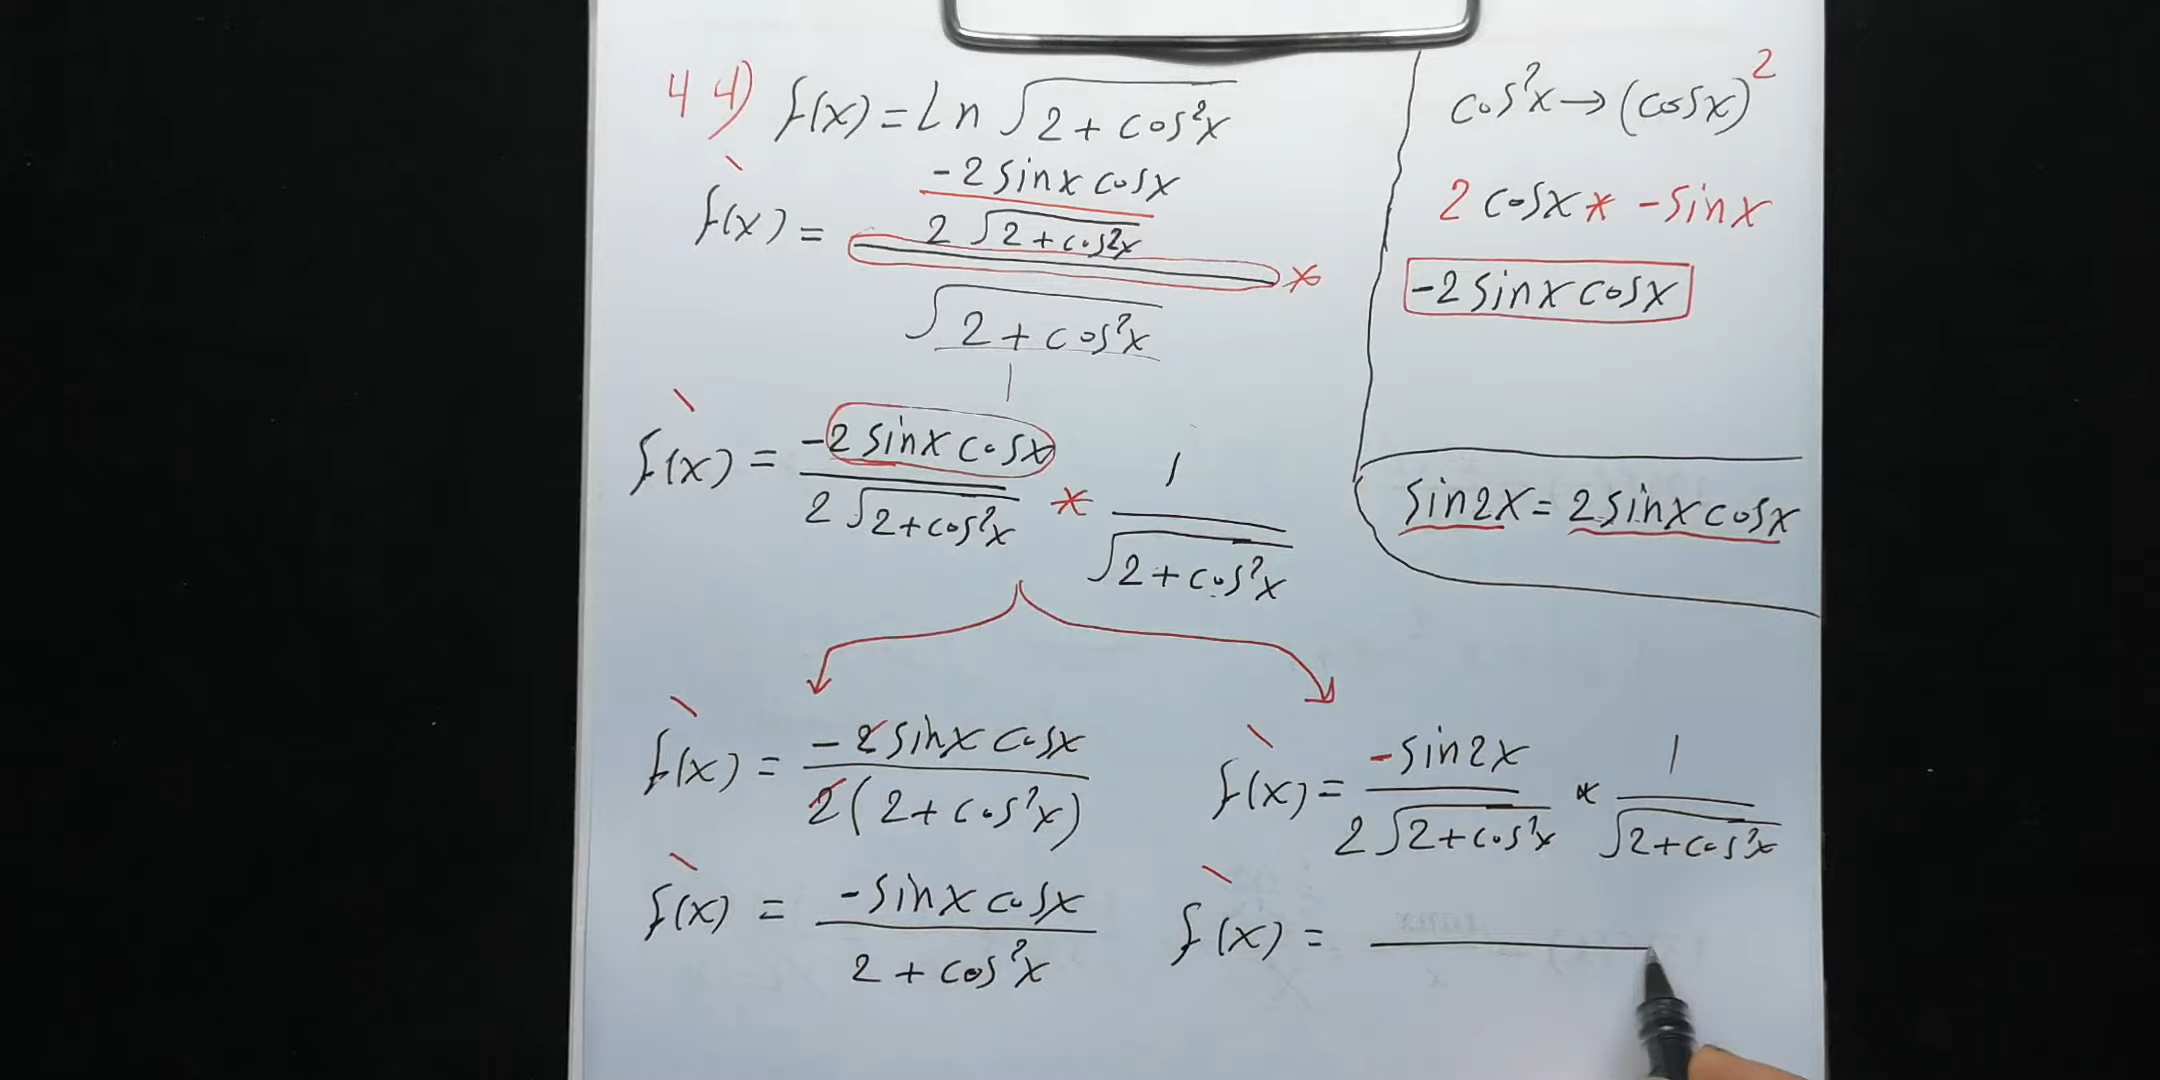 44) f(x) = Ln √(2 + cos²x)
f'(x) = ((-2 sinx cosx) / (2 √(2 + cos²x))) / √(2 + cos²x) *
f'(x) = (-2 sinx cosx) / (2 √(2 + cos²x)) * 1 / √(2 + cos²x)
f'(x) = (-2 sinx cosx) / (2(2 + cos²x))
f'(x) = (-sinx cosx) / (2 + cos²x)
f'(x) = (-sin2x) / (2 √(2 + cos²x)) * 1 / √(2 + cos²x)
f'(x) =
cos²x → (cosx)²
2 cosx * -sinx
-2 sinx cosx
sin2x = 2 sinx cosx